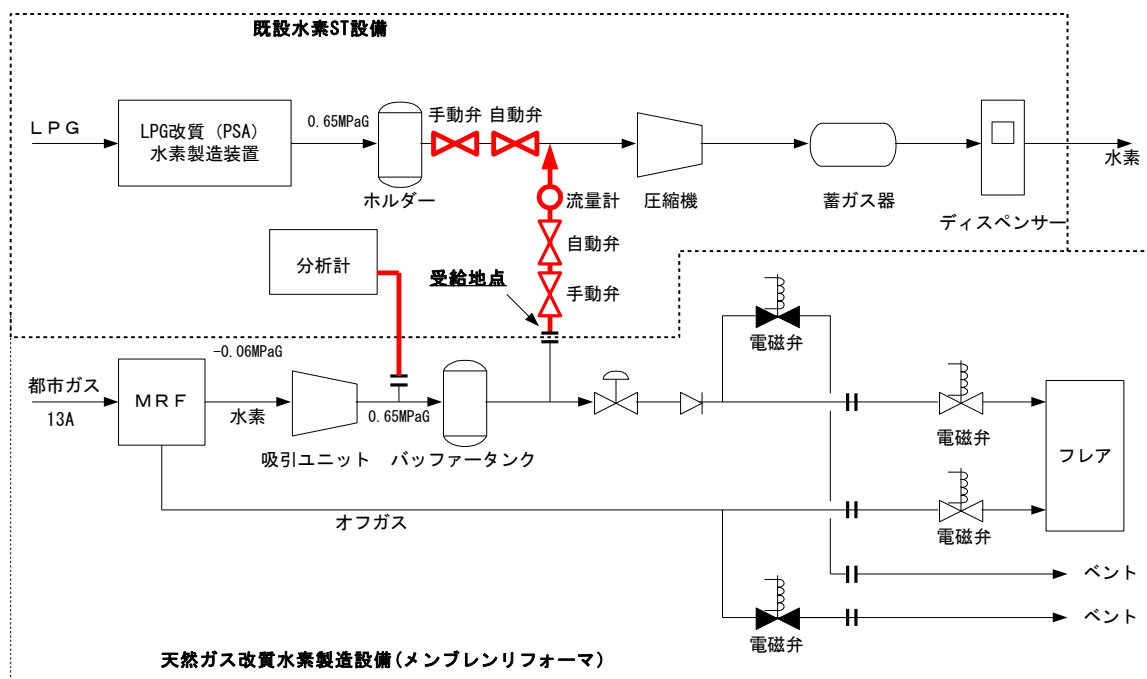 既設水素ST設備
LPG
LPG改質（PSA）
水素製造装置
0.65MPaG
ホルダー
手動弁
自動弁
圧縮機
蓄ガス器
ディスペンサー
水素
流量計
自動弁
手動弁
分析計
受給地点
電磁弁
都市ガス
13A
MRF
-0.06MPaG
水素
吸引ユニット
0.65MPaG
バッファータンク
電磁弁
フレア
オフガス
電磁弁
ベント
電磁弁
ベント
天然ガス改質水素製造設備(メンブレンリフォーマ)